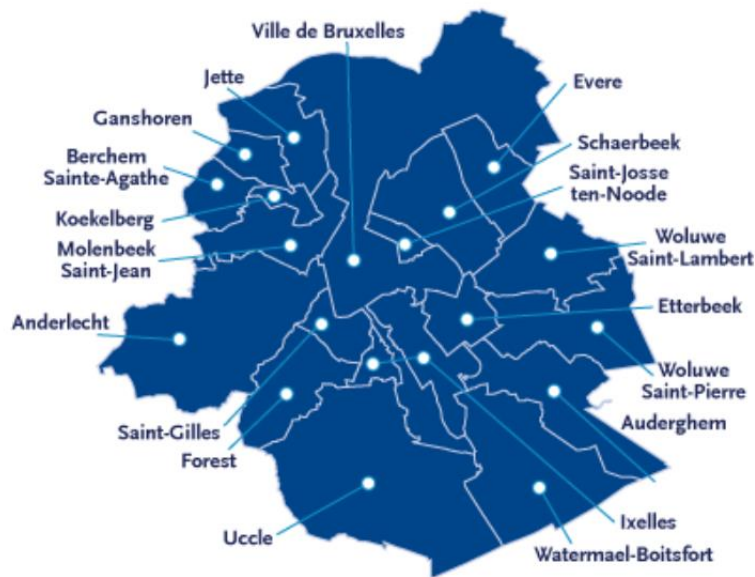 Ville de Bruxelles
Jette
Ganshoren
Berchem
Sainte-Agathe
Koekelberg
Molenbeek
Saint-Jean
Anderlecht
Saint-Gilles
Forest
Uccle
Evere
Schaerbeek
Saint-Josse
ten-Noode
Woluwe
Saint-Lambert
Etterbeek
Woluwe
Saint-Pierre
Auderghem
Ixelles
Watermael-Boitsfort